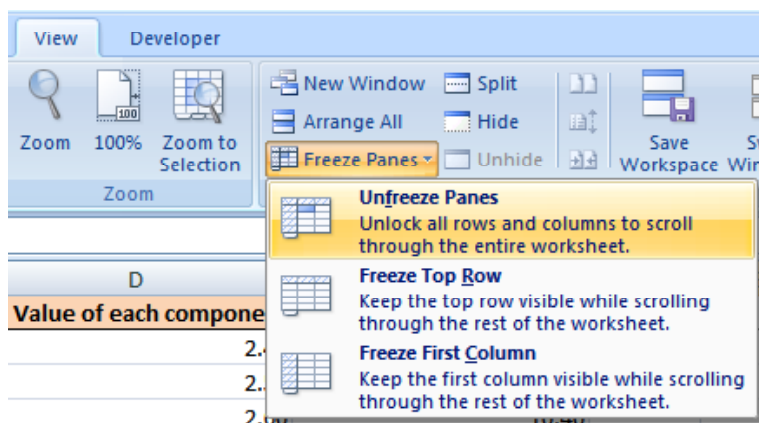 View Developer
New Window Split
Arrange All Hide
Zoom 100% Zoom to Selection
100
Freeze Panes Unhide
Save Workspace
Zoom
Unfreeze Panes
Unlock all rows and columns to scroll
through the entire worksheet.
Freeze Top Row
Keep the top row visible while scrolling
through the rest of the worksheet.
Freeze First Column
Keep the first column visible while scrolling
through the rest of the worksheet.
D
Value of each compone
2.
2.